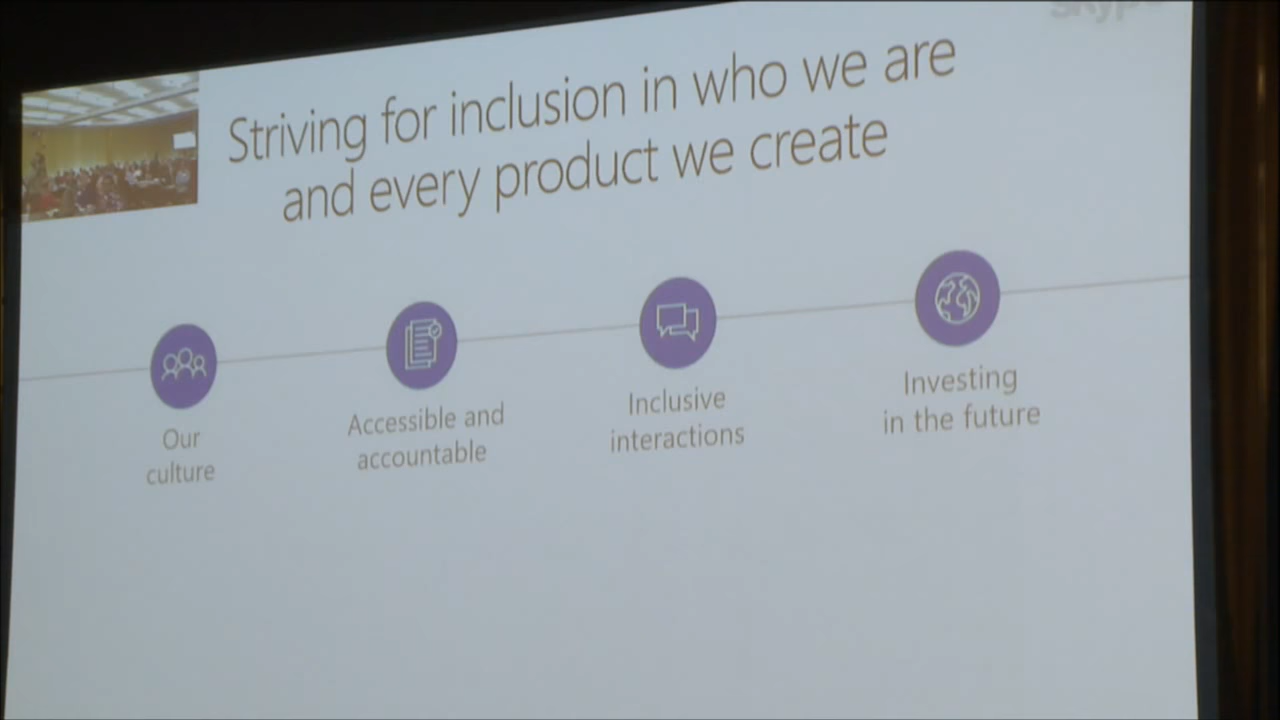 Skype
Striving for inclusion in who we are
and every product we create
Our
culture
Accessible and
accountable
Inclusive
interactions
Investing
in the future